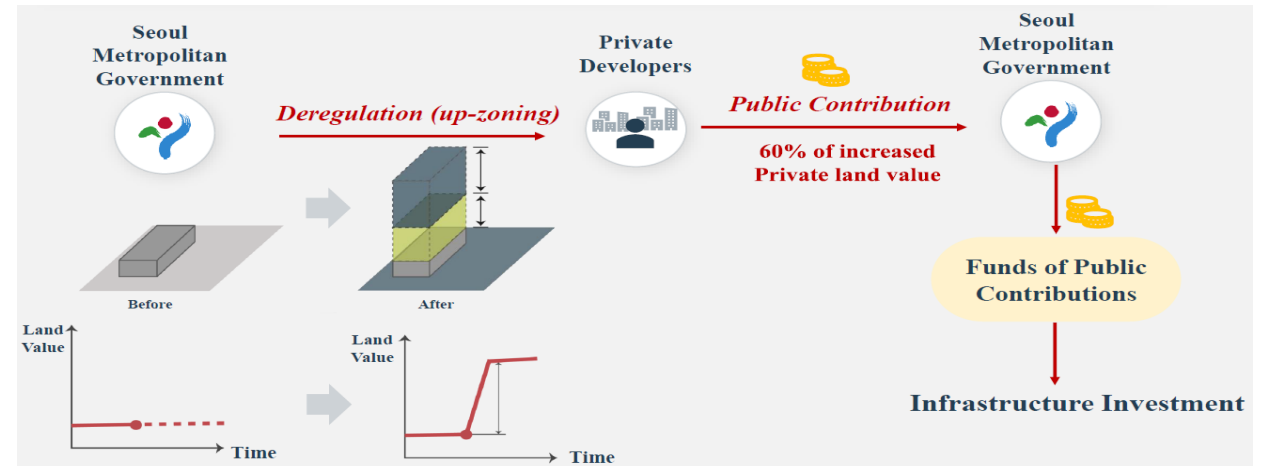 Seoul
Metropolitan
Government
Deregulation (up-zoning)
Private
Developers
Public Contribution
60% of increased
Private land value
Seoul
Metropolitan
Government
Before
After
Funds of Public
Contributions
Infrastructure Investment
Land
Value
Time
Land
Value
Time